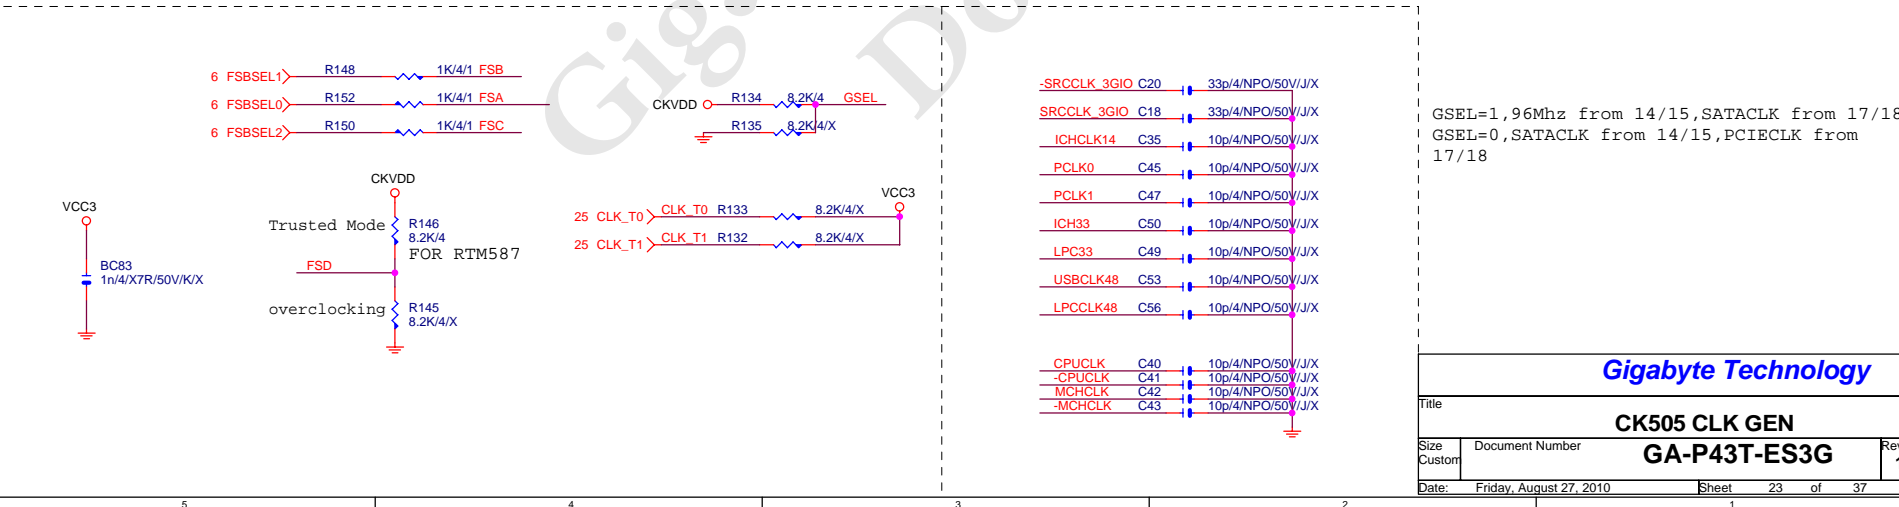 6 FSBSEL1 R148 1K/4/1 FSB
6 FSBSEL0 R152 1K/4/1 FSA
6 FSBSEL2 R150 1K/4/1 FSC
CKVDD R134 8.2K/4 GSEL
R135 8.2K/4/X
VCC3
BC83
1n/4/X7R/50V/K/X
CKVDD
Trusted Mode R146
8.2K/4
FOR RTM587
FSD
overclocking R145
8.2K/4/X
VCC3
25 CLK_T0 CLK_T0 R133 8.2K/4/X
25 CLK_T1 CLK_T1 R132 8.2K/4/X
-SRCCLK_3GIO C20 33p/4/NPO/50V/J/X
SRCCLK_3GIO C18 33p/4/NPO/50V/J/X
ICHCLK14 C35 10p/4/NPO/50V/J/X
PCLK0 C45 10p/4/NPO/50V/J/X
PCLK1 C47 10p/4/NPO/50V/J/X
ICH33 C50 10p/4/NPO/50V/J/X
LPC33 C49 10p/4/NPO/50V/J/X
USBCLK48 C53 10p/4/NPO/50V/J/X
LPCCLK48 C56 10p/4/NPO/50V/J/X
CPUCLK C40 10p/4/NPO/50V/J/X
-CPUCLK C41 10p/4/NPO/50V/J/X
MCHCLK C42 10p/4/NPO/50V/J/X
-MCHCLK C43 10p/4/NPO/50V/J/X
GSEL=1,96Mhz from 14/15,SATACLK from 17/18
GSEL=0,SATACLK from 14/15,PCIECLK from
17/18
Gigabyte Technology
Title
CK505 CLK GEN
Size Document Number Rev
Custom GA-P43T-ES3G
Date: Friday, August 27, 2010 Sheet 23 of 37
5 4 3 2 1